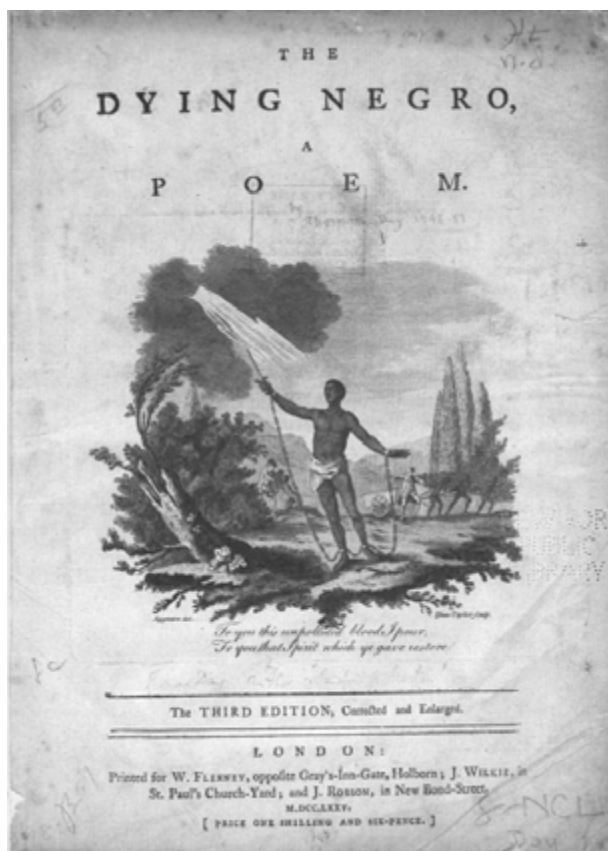 THE
DYING NEGRO,
A
POEM.
To you this unpolluted blood I pour,
To you that Spirit which ye gave restore
The THIRD EDITION, Corrected and Enlarged.
LONDON:
Printed for W. FLEXNEY, opposite Gray's-Inn-Gate, Holborn; J. WILKIE, in
St. Paul's Church-Yard; and J. ROBSON, in New Bond-Street.
M.DCC.LXXV.
[ PRICE ONE SHILLING AND SIX-PENCE. ]